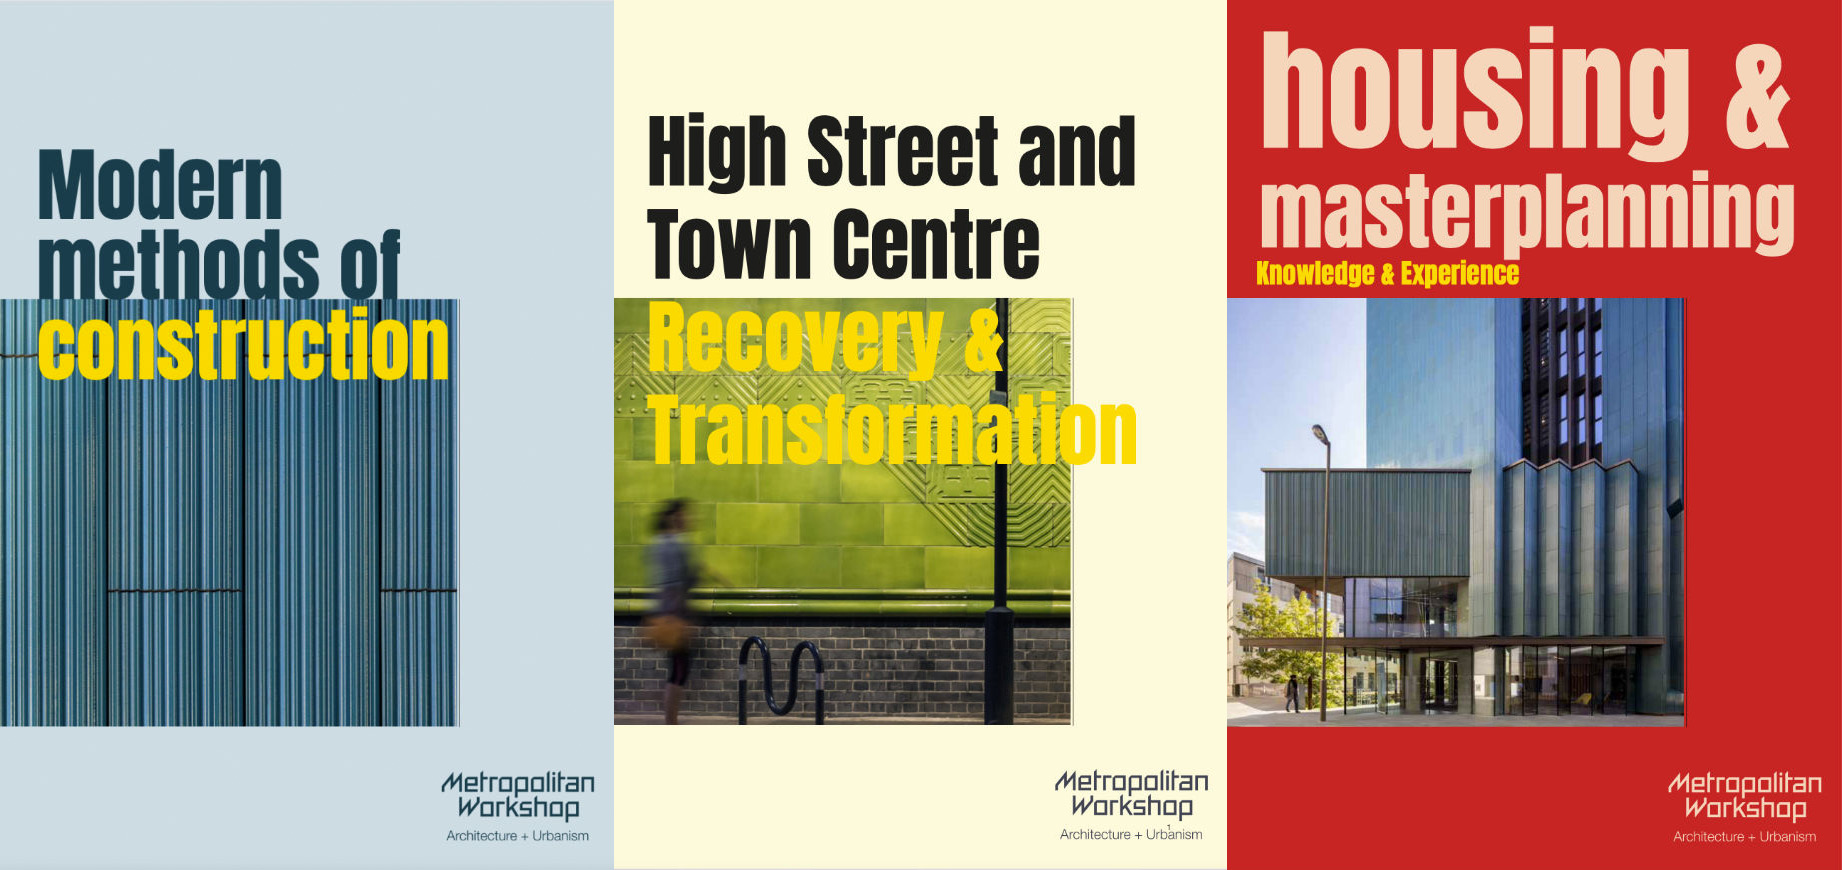 Modern
methods of
construction
Metropolitan
Workshop
Architecture + Urbanism
High Street and
Town Centre
Recovery &
Transformation
Metropolitan
Workshop
1
Architecture + Urbanism
housing &
masterplanning
Knowledge & Experience
Metropolitan
Workshop
Architecture + Urbanism